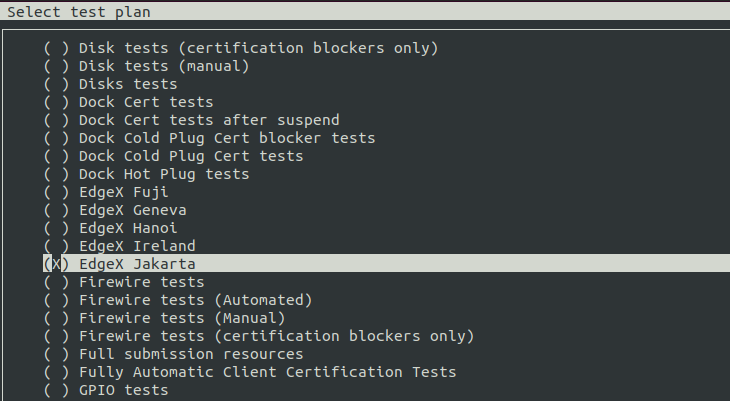 Select test plan
( ) Disk tests (certification blockers only)
( ) Disk tests (manual)
( ) Disks tests
( ) Dock Cert tests
( ) Dock Cert tests after suspend
( ) Dock Cold Plug Cert blocker tests
( ) Dock Cold Plug Cert tests
( ) Dock Hot Plug tests
( ) EdgeX Fuji
( ) EdgeX Geneva
( ) EdgeX Hanoi
( ) EdgeX Ireland
(X) EdgeX Jakarta
( ) Firewire tests
( ) Firewire tests (Automated)
( ) Firewire tests (Manual)
( ) Firewire tests (certification blockers only)
( ) Full submission resources
( ) Fully Automatic Client Certification Tests
( ) GPIO tests